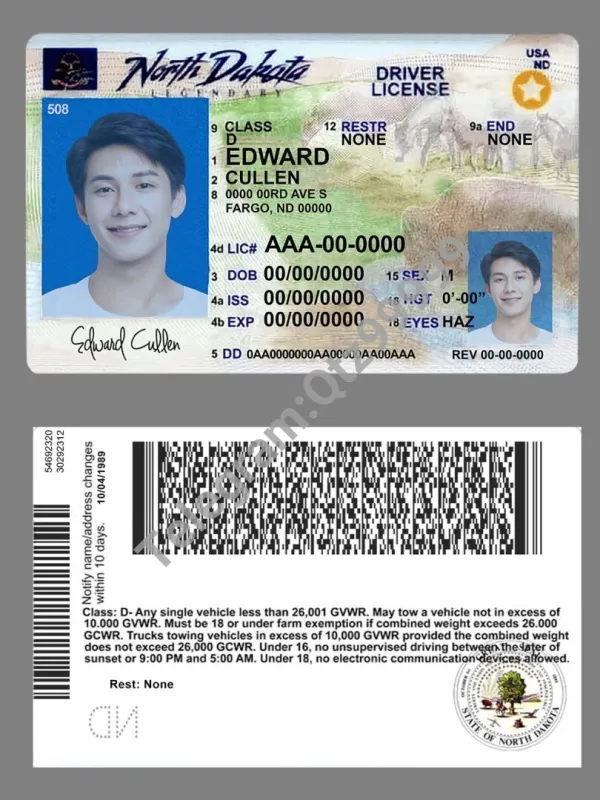 North Dakota
LEGENDARY
DRIVER
LICENSE
USA
ND
508
9 CLASS
D
12 RESTR
NONE
9a END
NONE
1 EDWARD
2 CULLEN
8 0000 00RD AVE S
FARGO, ND 00000
4d LIC# AAA-00-0000
3 DOB 00/00/0000 15 SEX M
4a ISS 00/00/0000 16 HGT 0'-00"
4b EXP 00/00/0000 18 EYES HAZ
5 DD 0AA0000000AA00000AA00AAA REV 00-00-0000
Edward Cullen
54692320
30292312
Notify name/address changes
within 10 days. 10/04/1989
Class: D- Any single vehicle less than 26,001 GVWR. May tow a vehicle not in excess of
10.000 GVWR. Must be 18 or under farm exemption if combined weight exceeds 26.000
GCWR. Trucks towing vehicles in excess of 10,000 GVWR provided the combined weight
does not exceed 26,000 GCWR. Under 16, no unsupervised driving between the later of
sunset or 9:00 PM and 5:00 AM. Under 18, no electronic communication devices allowed.
Rest: None
ND
STATE OF NORTH DAKOTA